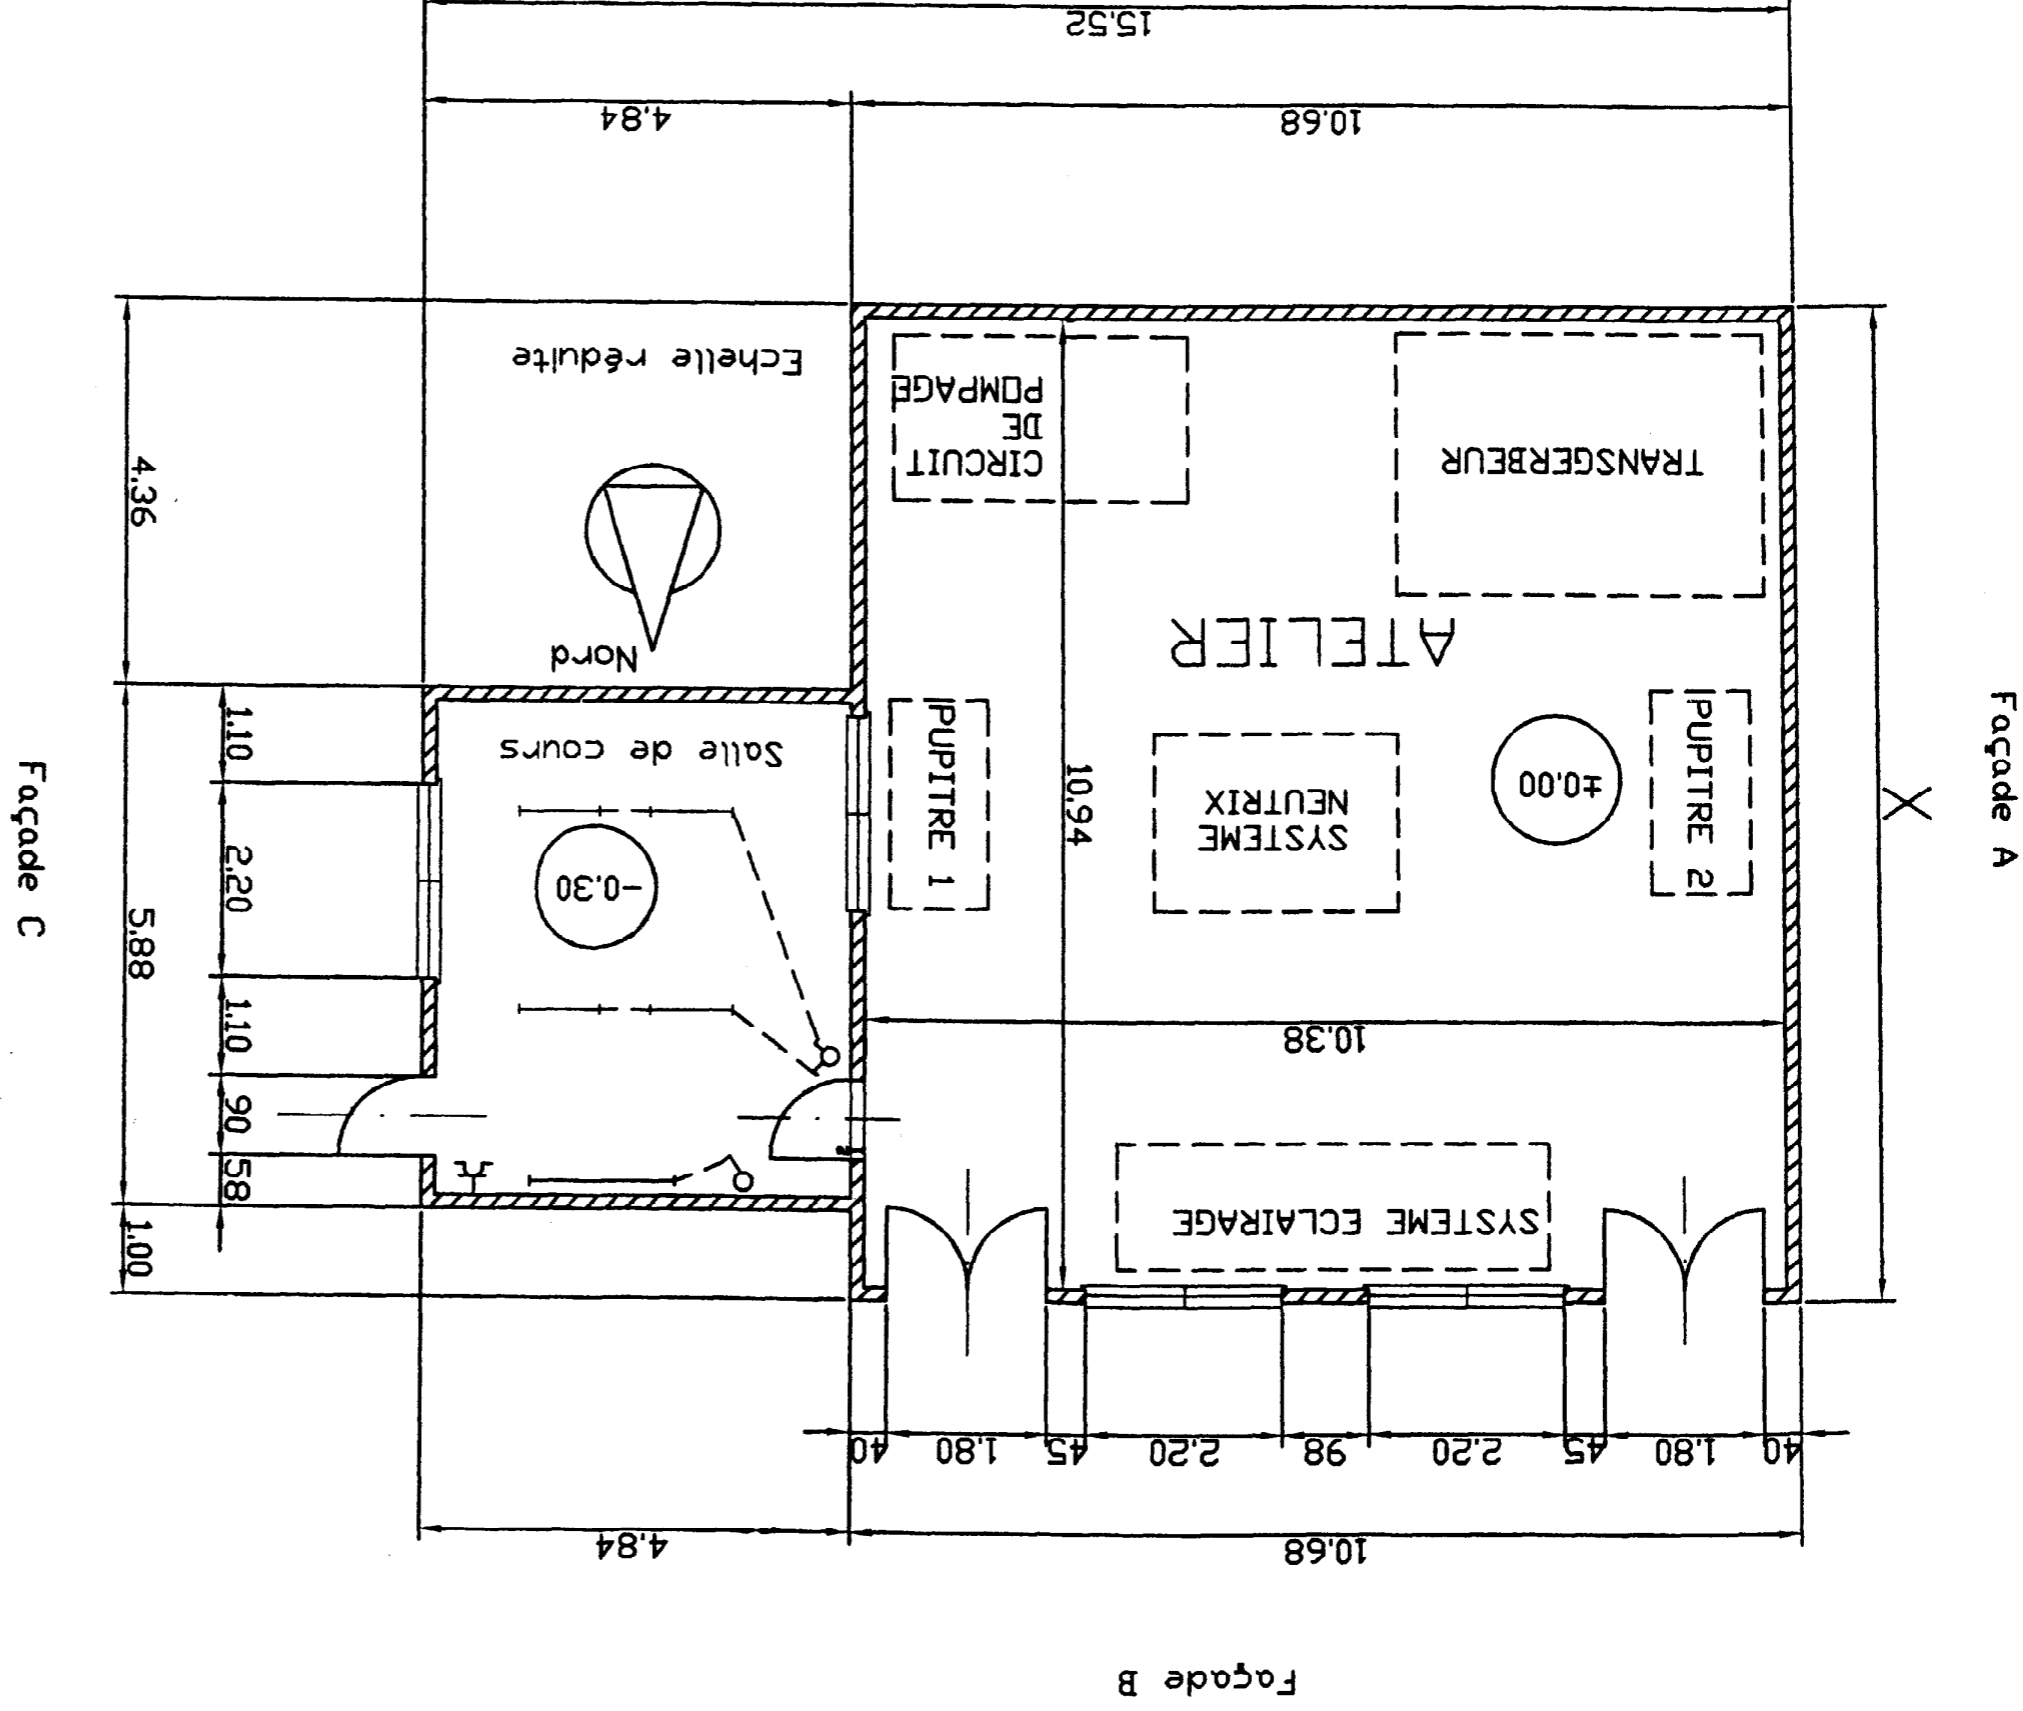 Façade B
10.68
4.84
40
1.80
45
2.20
98
2.20
45
1.80
40
1.00
58
90
1.10
2.20
1.10
5.88
4.36
Façade C
Façade A
X
SYSTEME ECLAIRAGE
10.38
10.94
PUPITRE 2
±0.00
SYSTEME
NEUTRIX
PUPITRE 1
-0.30
Salle de cours
ATELIER
Nord
TRANSGERBEUR
CIRCUIT
DE
POMPAGE
Echelle réduite
10.68
4.84
15.52